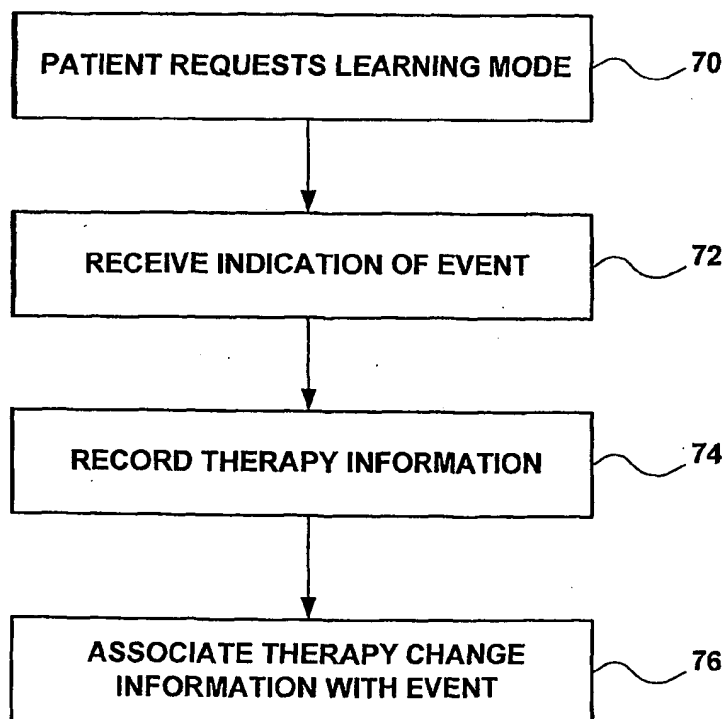 PATIENT REQUESTS LEARNING MODE
70
RECEIVE INDICATION OF EVENT
72
RECORD THERAPY INFORMATION
74
ASSOCIATE THERAPY CHANGE
INFORMATION WITH EVENT
76